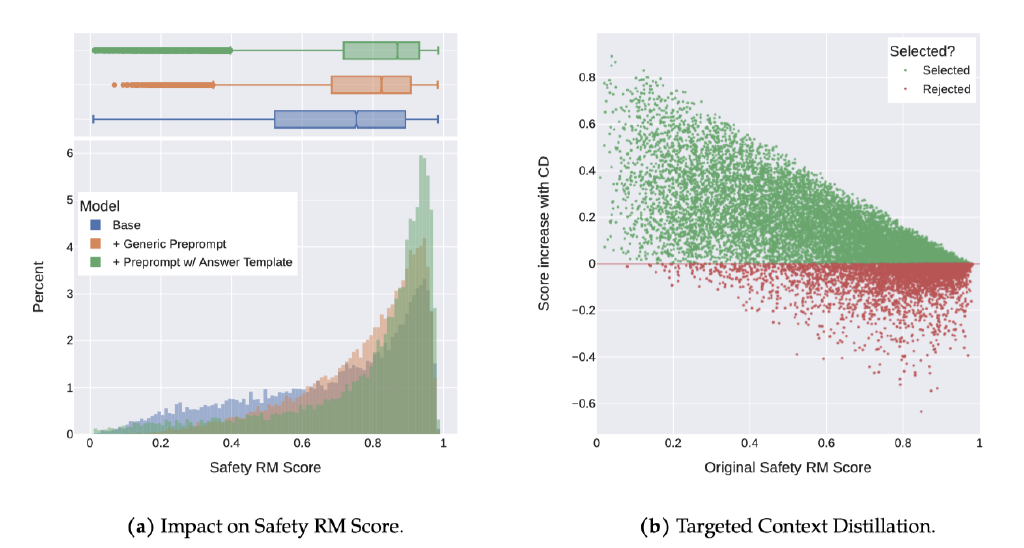 6
5
4
3
2
1
0
Percent
Model
Base
+ Generic Preprompt
+ Preprompt w/ Answer Template
0 0.2 0.4 0.6 0.8 1
Safety RM Score
(a) Impact on Safety RM Score.
0.8
0.6
0.4
0.2
0
−0.2
−0.4
−0.6
Score Increase with CD
Selected?
Selected
Rejected
0 0.2 0.4 0.6 0.8 1
Original Safety RM Score
(b) Targeted Context Distillation.